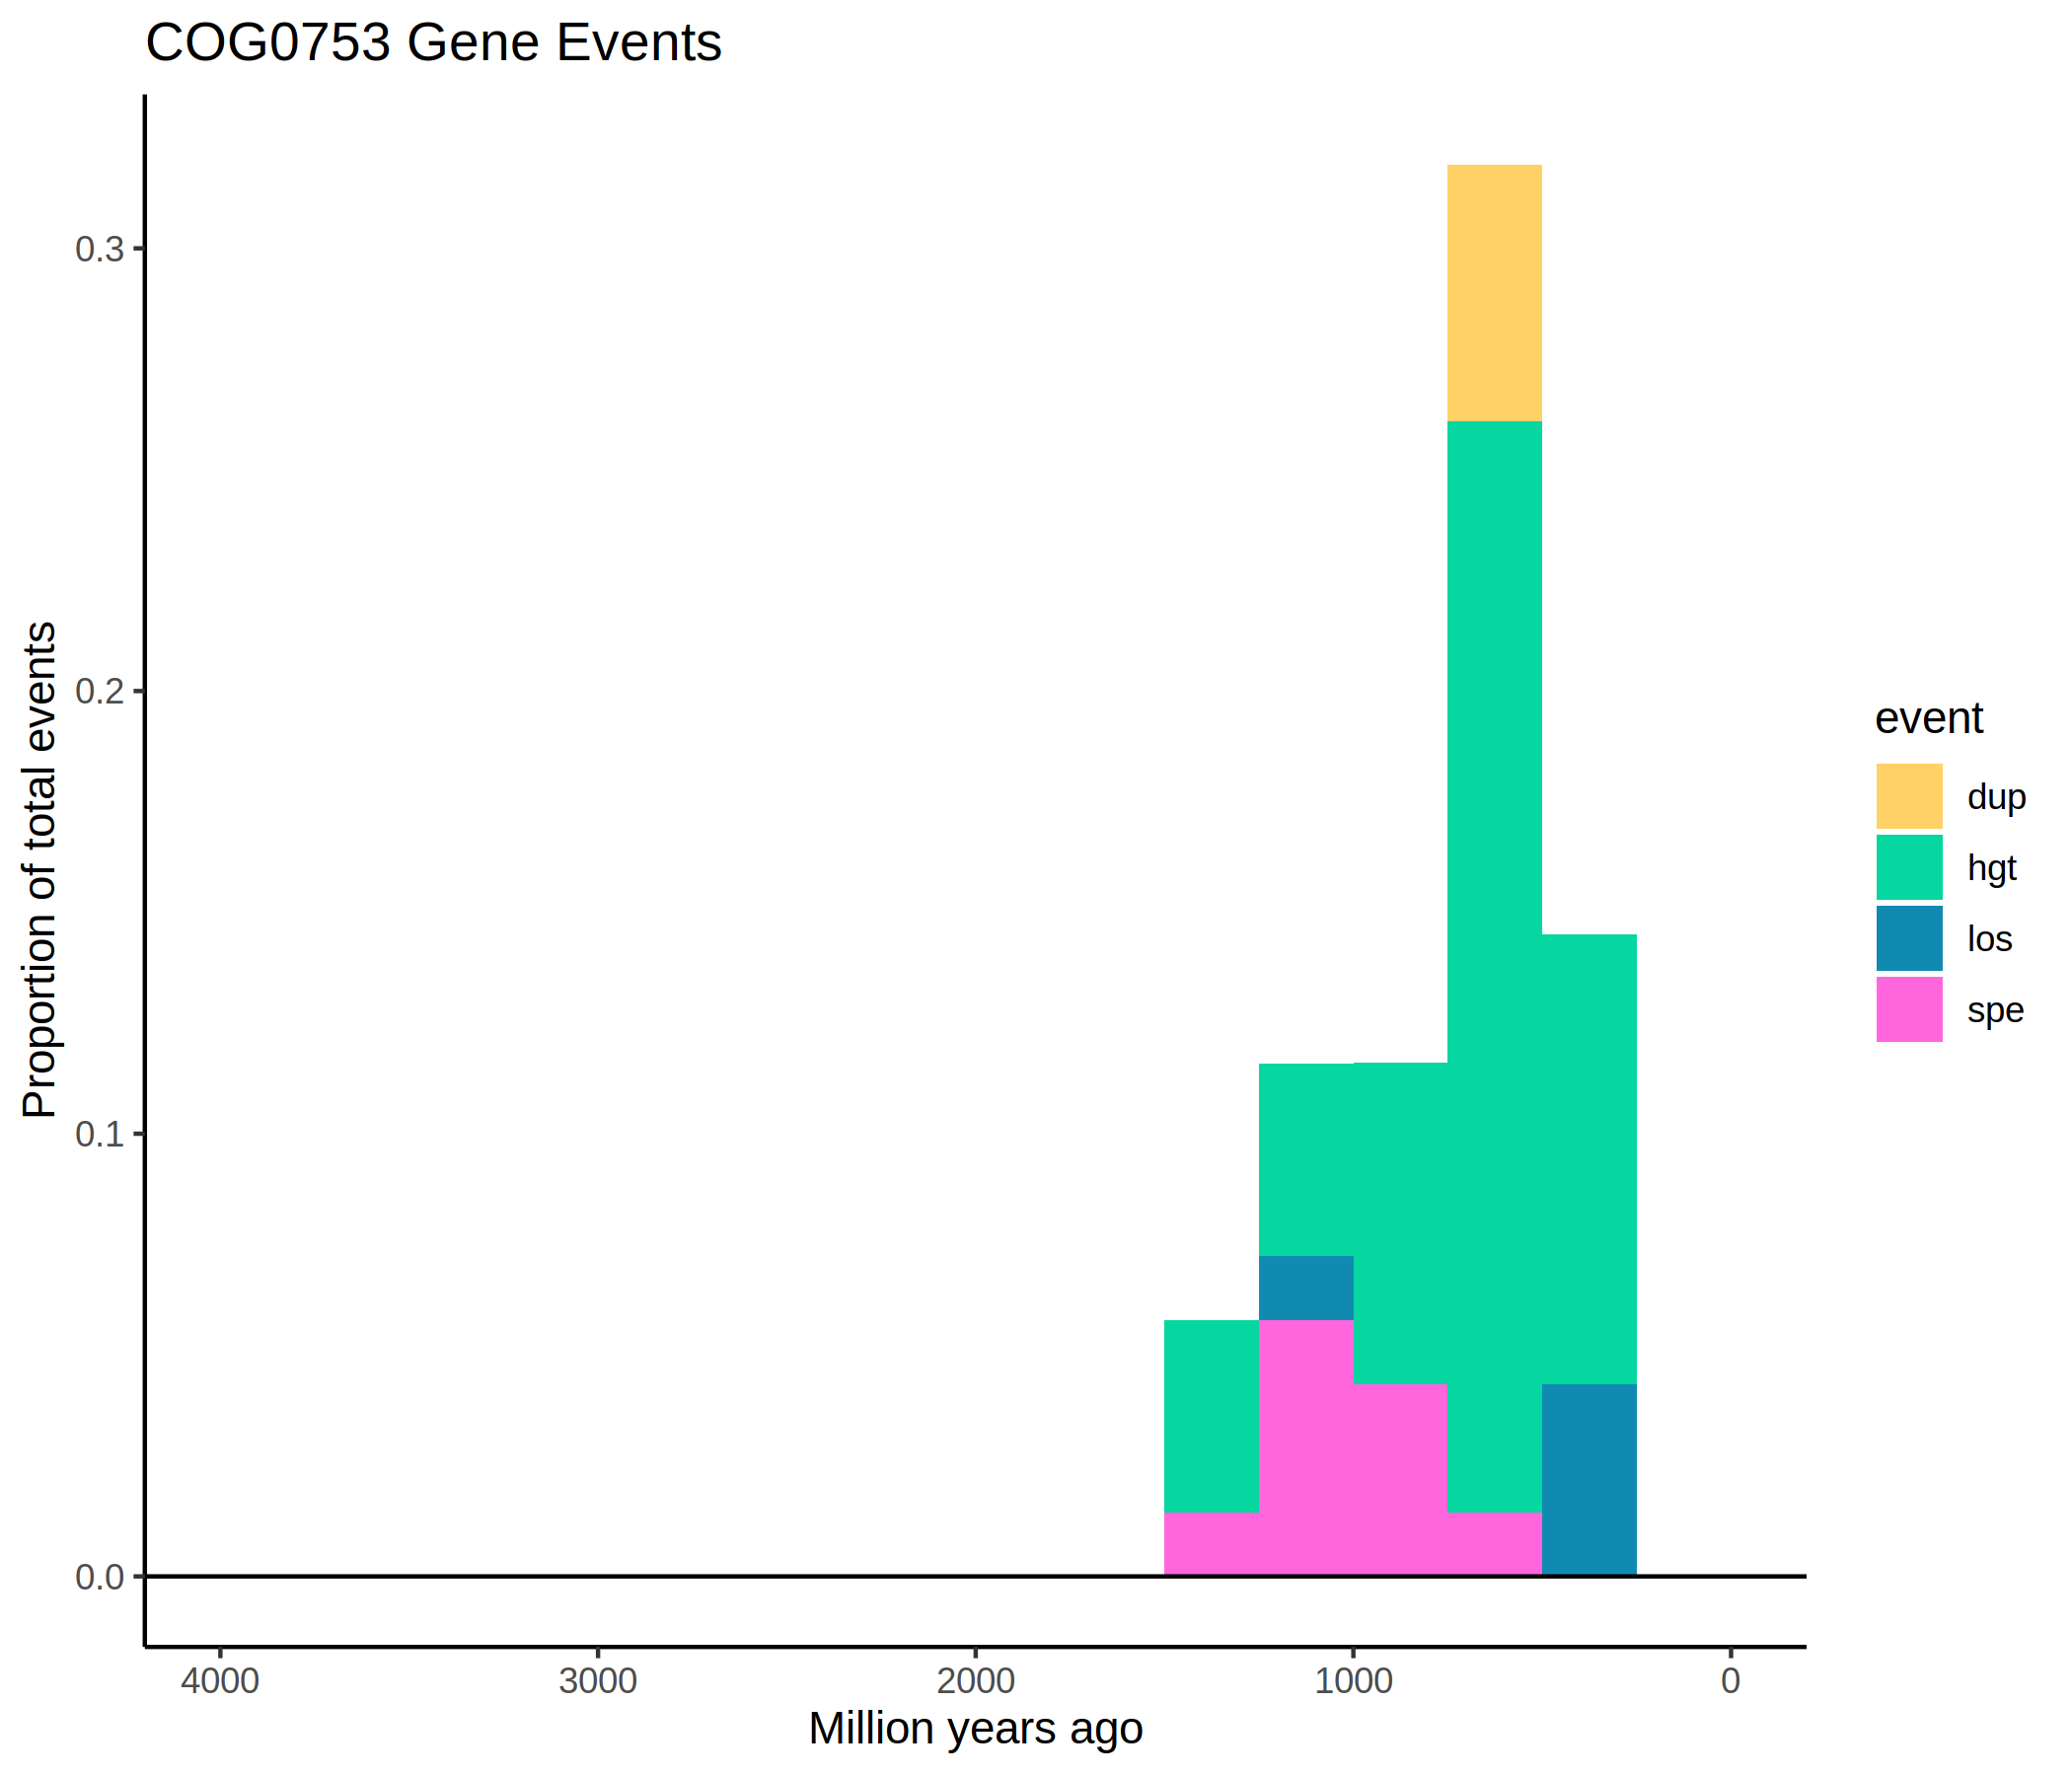 COG0753 Gene Events
Proportion of total events
0.3
0.2
0.1
0.0
4000 3000 2000 1000 0
Million years ago
event
dup
hgt
los
spe